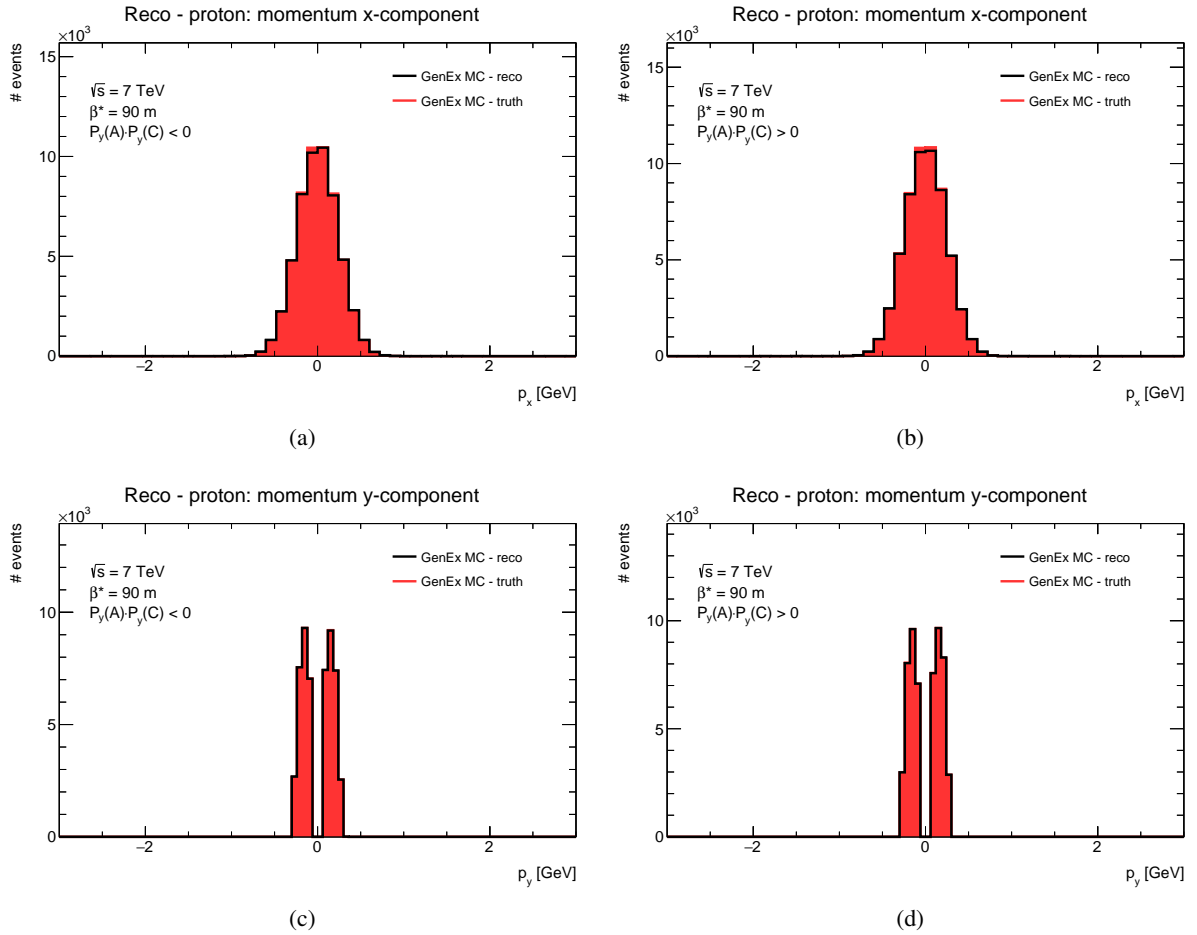 Reco - proton: momentum x-component
×10³
# events
15
10
5
0
√s = 7 TeV
β* = 90 m
P_y(A)·P_y(C) < 0
GenEx MC - reco
GenEx MC - truth
−2
0
2
p_x [GeV]
(a)
Reco - proton: momentum x-component
×10³
# events
15
10
5
0
√s = 7 TeV
β* = 90 m
P_y(A)·P_y(C) > 0
GenEx MC - reco
GenEx MC - truth
−2
0
2
p_x [GeV]
(b)
Reco - proton: momentum y-component
×10³
# events
10
5
0
√s = 7 TeV
β* = 90 m
P_y(A)·P_y(C) < 0
GenEx MC - reco
GenEx MC - truth
−2
0
2
p_y [GeV]
(c)
Reco - proton: momentum y-component
×10³
# events
10
5
0
√s = 7 TeV
β* = 90 m
P_y(A)·P_y(C) > 0
GenEx MC - reco
GenEx MC - truth
−2
0
2
p_y [GeV]
(d)